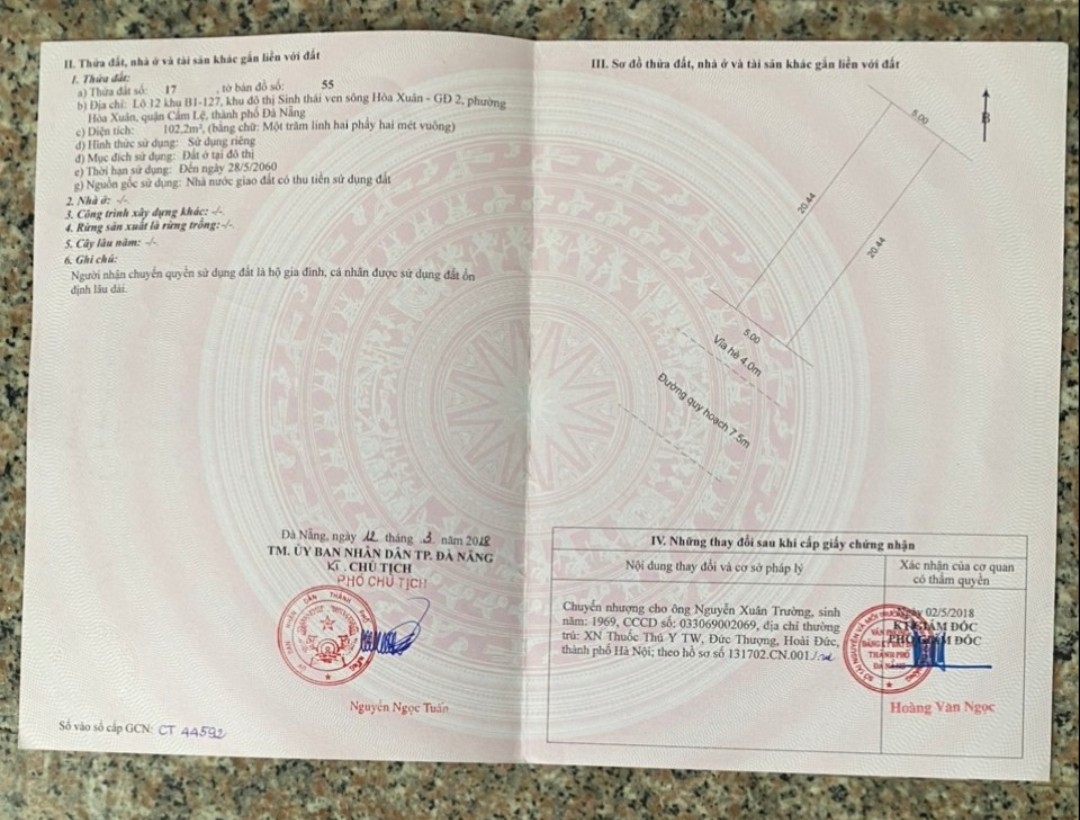 II. Thửa đất, nhà ở và tài sản khác gắn liền với đất
1. Thửa đất:
a) Thửa đất số: 17 , tờ bản đồ số: 55
b) Địa chỉ: Lô 12 khu B1-127, khu đô thị Sinh thái ven sông Hòa Xuân - GĐ 2, phường
Hòa Xuân, quận Cẩm Lệ, thành phố Đà Nẵng
c) Diện tích: 102,2m², (bằng chữ: Một trăm linh hai phẩy hai mét vuông)
d) Hình thức sử dụng: Sử dụng riêng
đ) Mục đích sử dụng: Đất ở tại đô thị
e) Thời hạn sử dụng: Đến ngày 28/5/2060
g) Nguồn gốc sử dụng: Nhà nước giao đất có thu tiền sử dụng đất
2. Nhà ở: -/-
3. Công trình xây dựng khác: -/-
4. Rừng sản xuất là rừng trồng: -/-
5. Cây lâu năm: -/-
6. Ghi chú:
Người nhận chuyển quyền sử dụng đất là hộ gia đình, cá nhân được sử dụng đất ổn
định lâu dài.
Đà Nẵng, ngày 12 tháng 3 năm 2018
TM. ỦY BAN NHÂN DÂN TP. ĐÀ NẴNG
KT. CHỦ TỊCH
PHÓ CHỦ TỊCH
Nguyễn Ngọc Tuấn
Số vào sổ cấp GCN: CT 44592
III. Sơ đồ thửa đất, nhà ở và tài sản khác gắn liền với đất
B
5.00
20.44
20.44
5.00
Vỉa hè 4.0m
Đường quy hoạch 7.5m
IV. Những thay đổi sau khi cấp giấy chứng nhận
Nội dung thay đổi và cơ sở pháp lý
Xác nhận của cơ quan
có thẩm quyền
Chuyển nhượng cho ông Nguyễn Xuân Trường, sinh
năm: 1969, CCCD số: 033069002069, địa chỉ thường
trú: XN Thuốc Thú Y TW, Đức Thượng, Hoài Đức,
thành phố Hà Nội; theo hồ sơ số 131702.CN.001./.
Ngày 02/5/2018
KT.GIÁM ĐỐC
PHÓ GIÁM ĐỐC
Hoàng Văn Ngọc